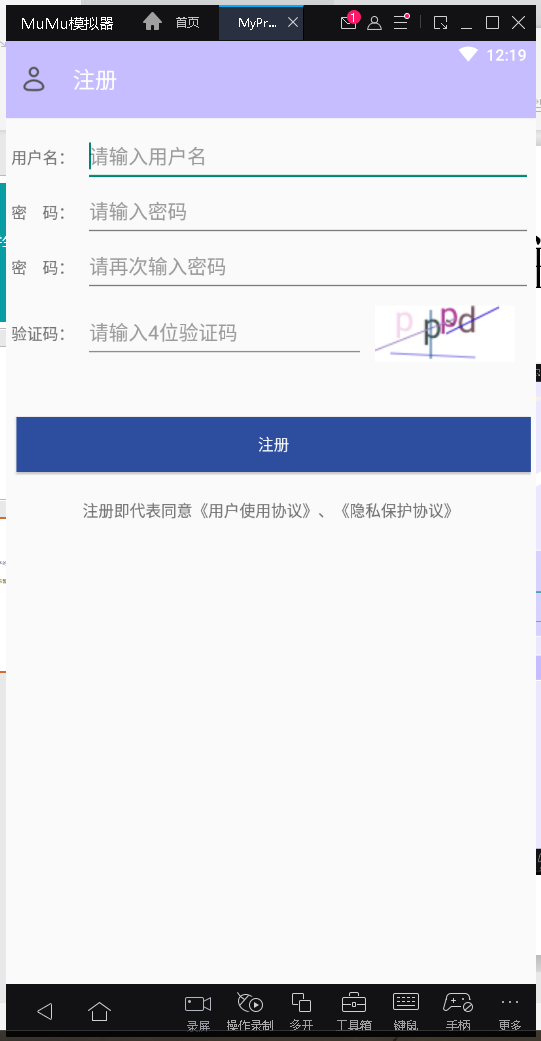 MuMu模拟器 首页 MyPr... 1
12:19
注册
用户名： 请输入用户名
密 码： 请输入密码
密 码： 请再次输入密码
验证码： 请输入4位验证码 pppd
注册
注册即代表同意《用户使用协议》、《隐私保护协议》
录屏 操作录制 多开 工具箱 键鼠 手柄 更多